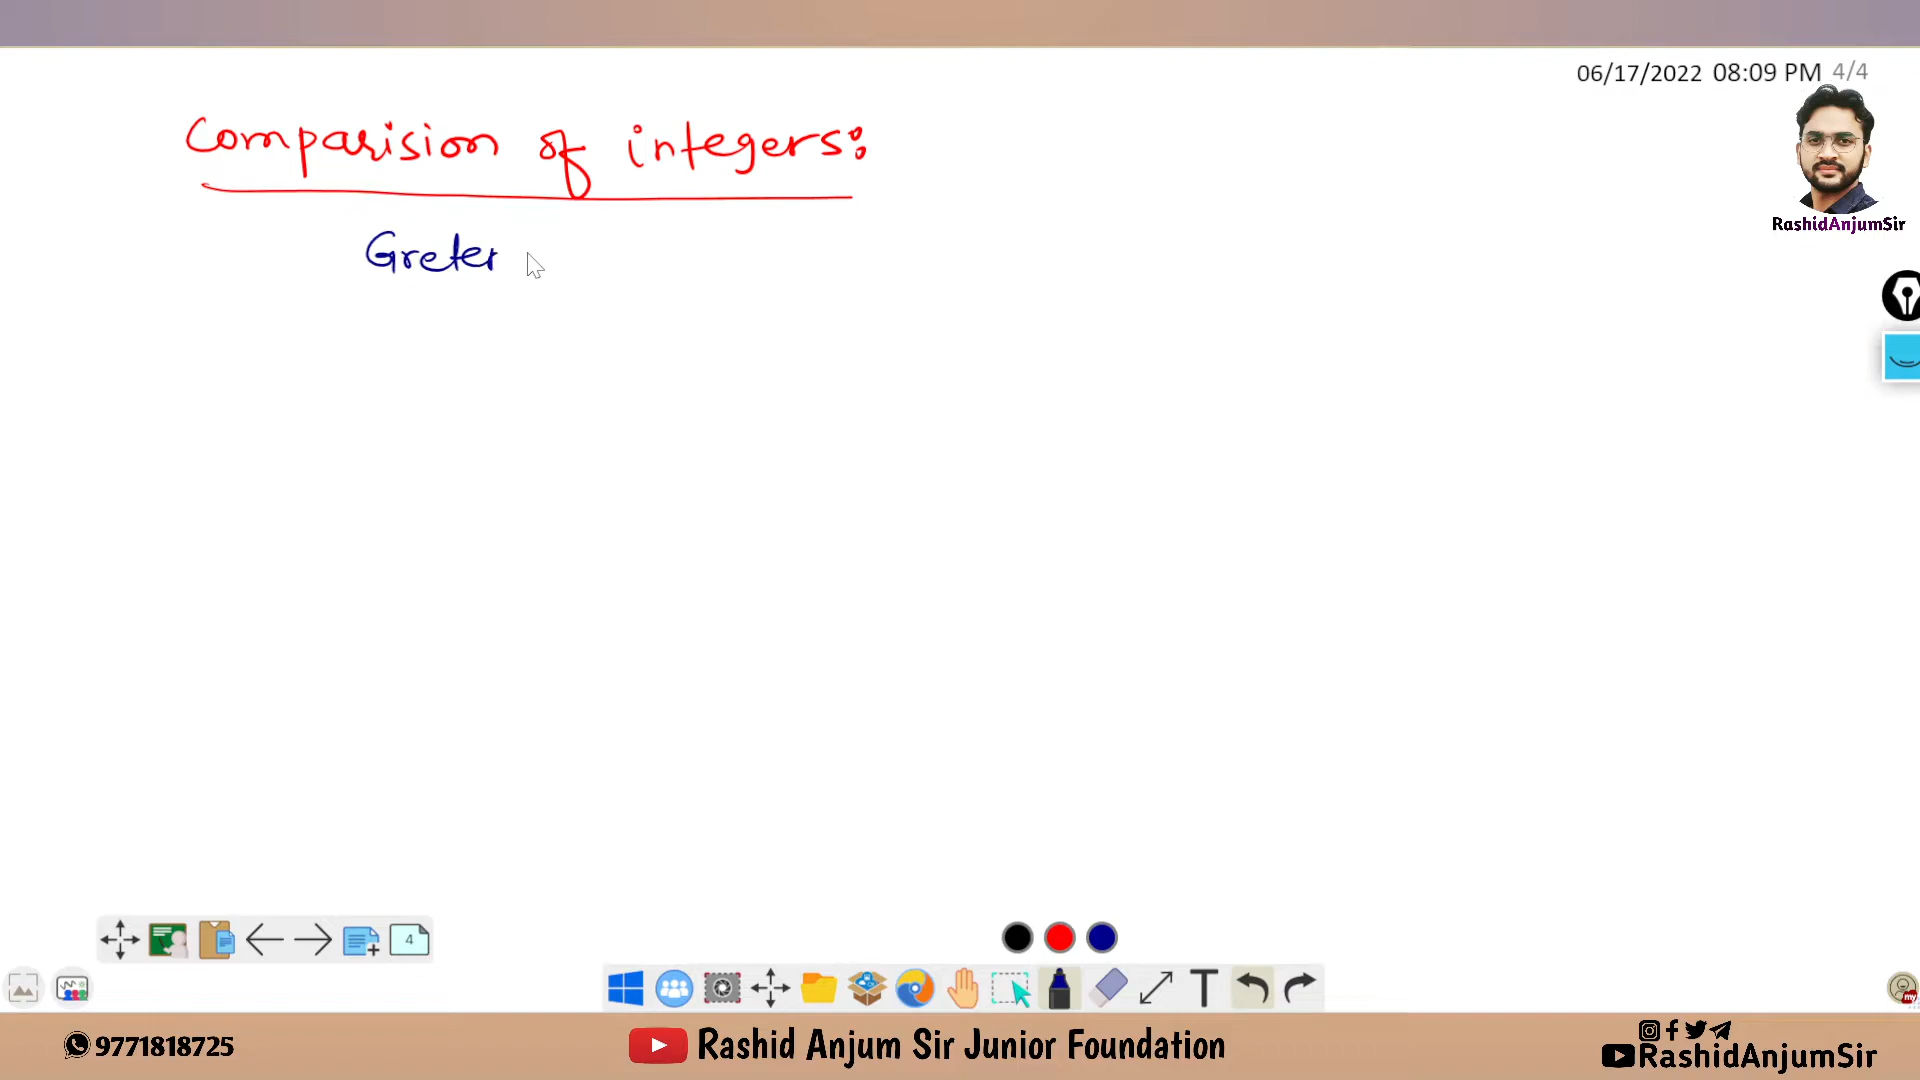 06/17/2022 08:09 PM 4/4
Comparision of integers:
RashidAnjumSir
Greter
4
my
9771818725
Rashid Anjum Sir Junior Foundation
RashidAnjumSir